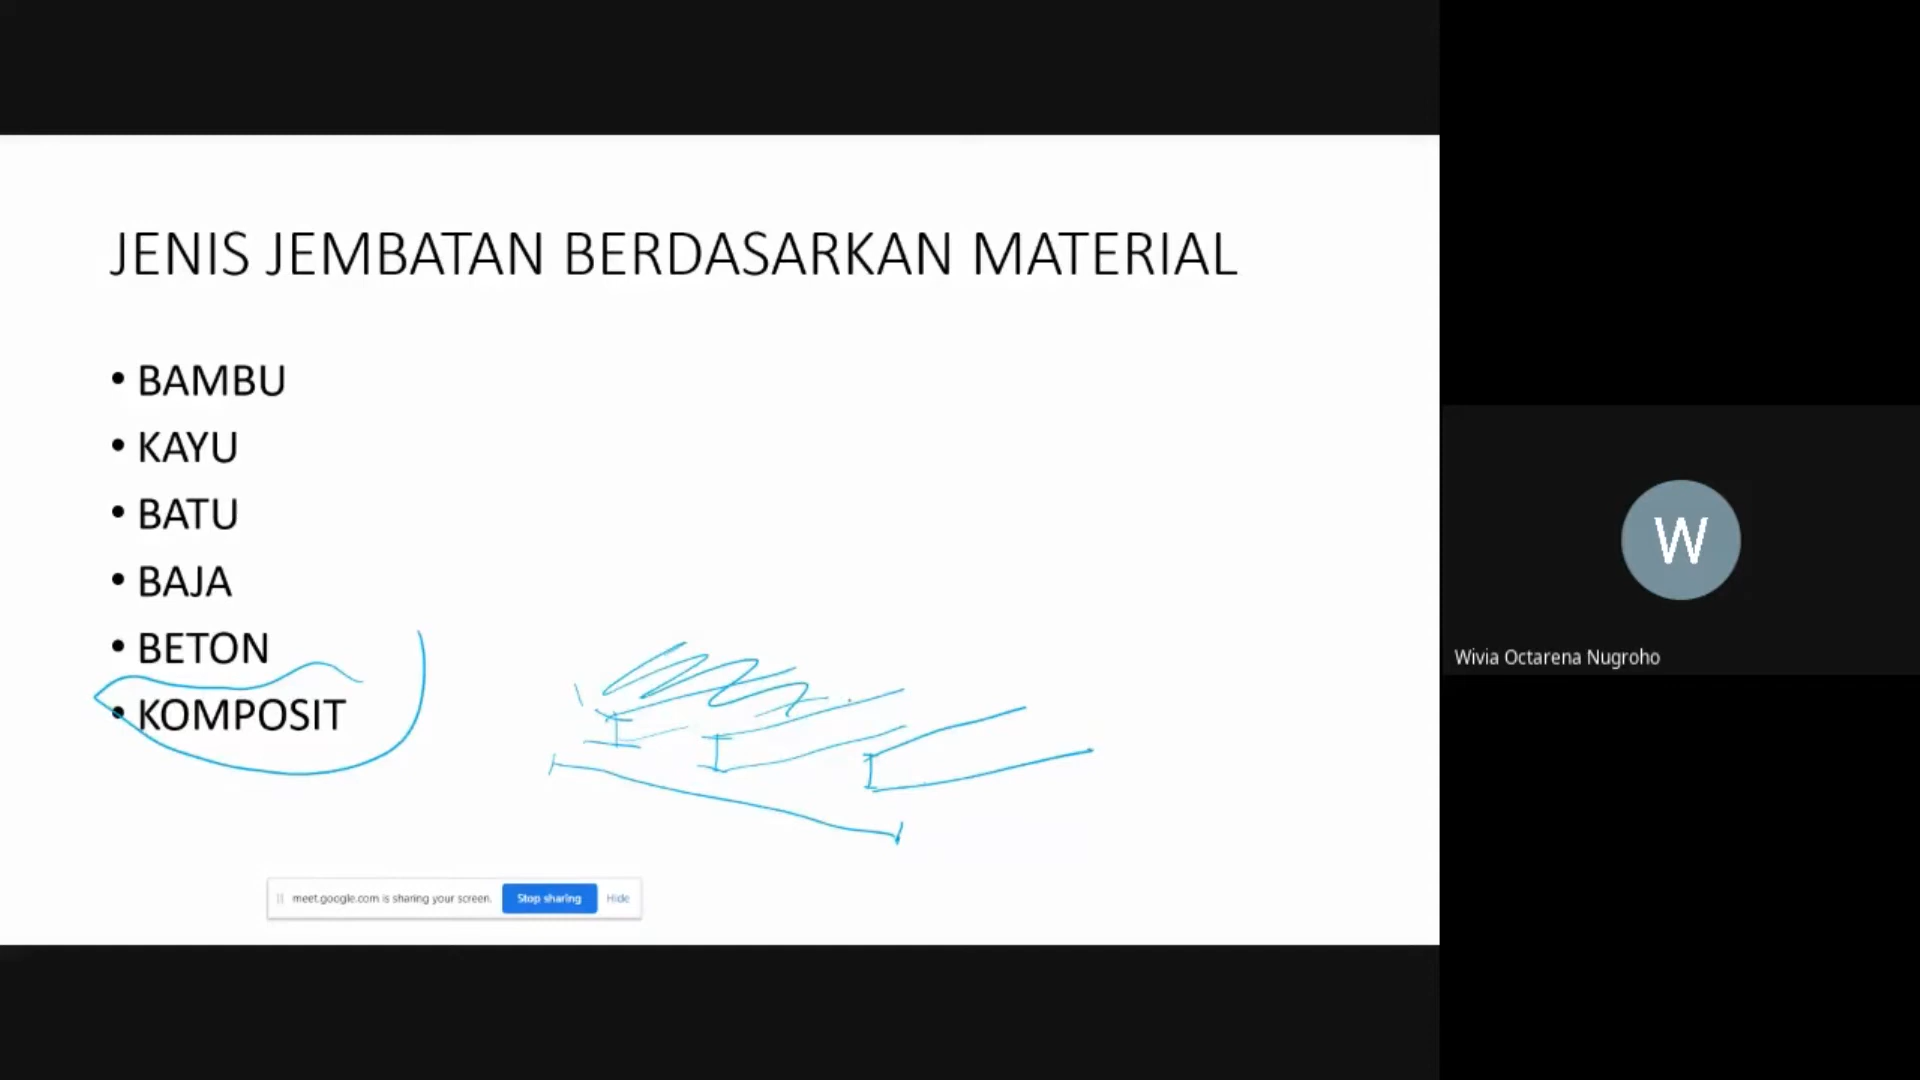 JENIS JEMBATAN BERDASARKAN MATERIAL
• BAMBU
• KAYU
• BATU
• BAJA
• BETON
• KOMPOSIT
meet.google.com is sharing your screen. Stop sharing Hide
W
Wivia Octarena Nugroho